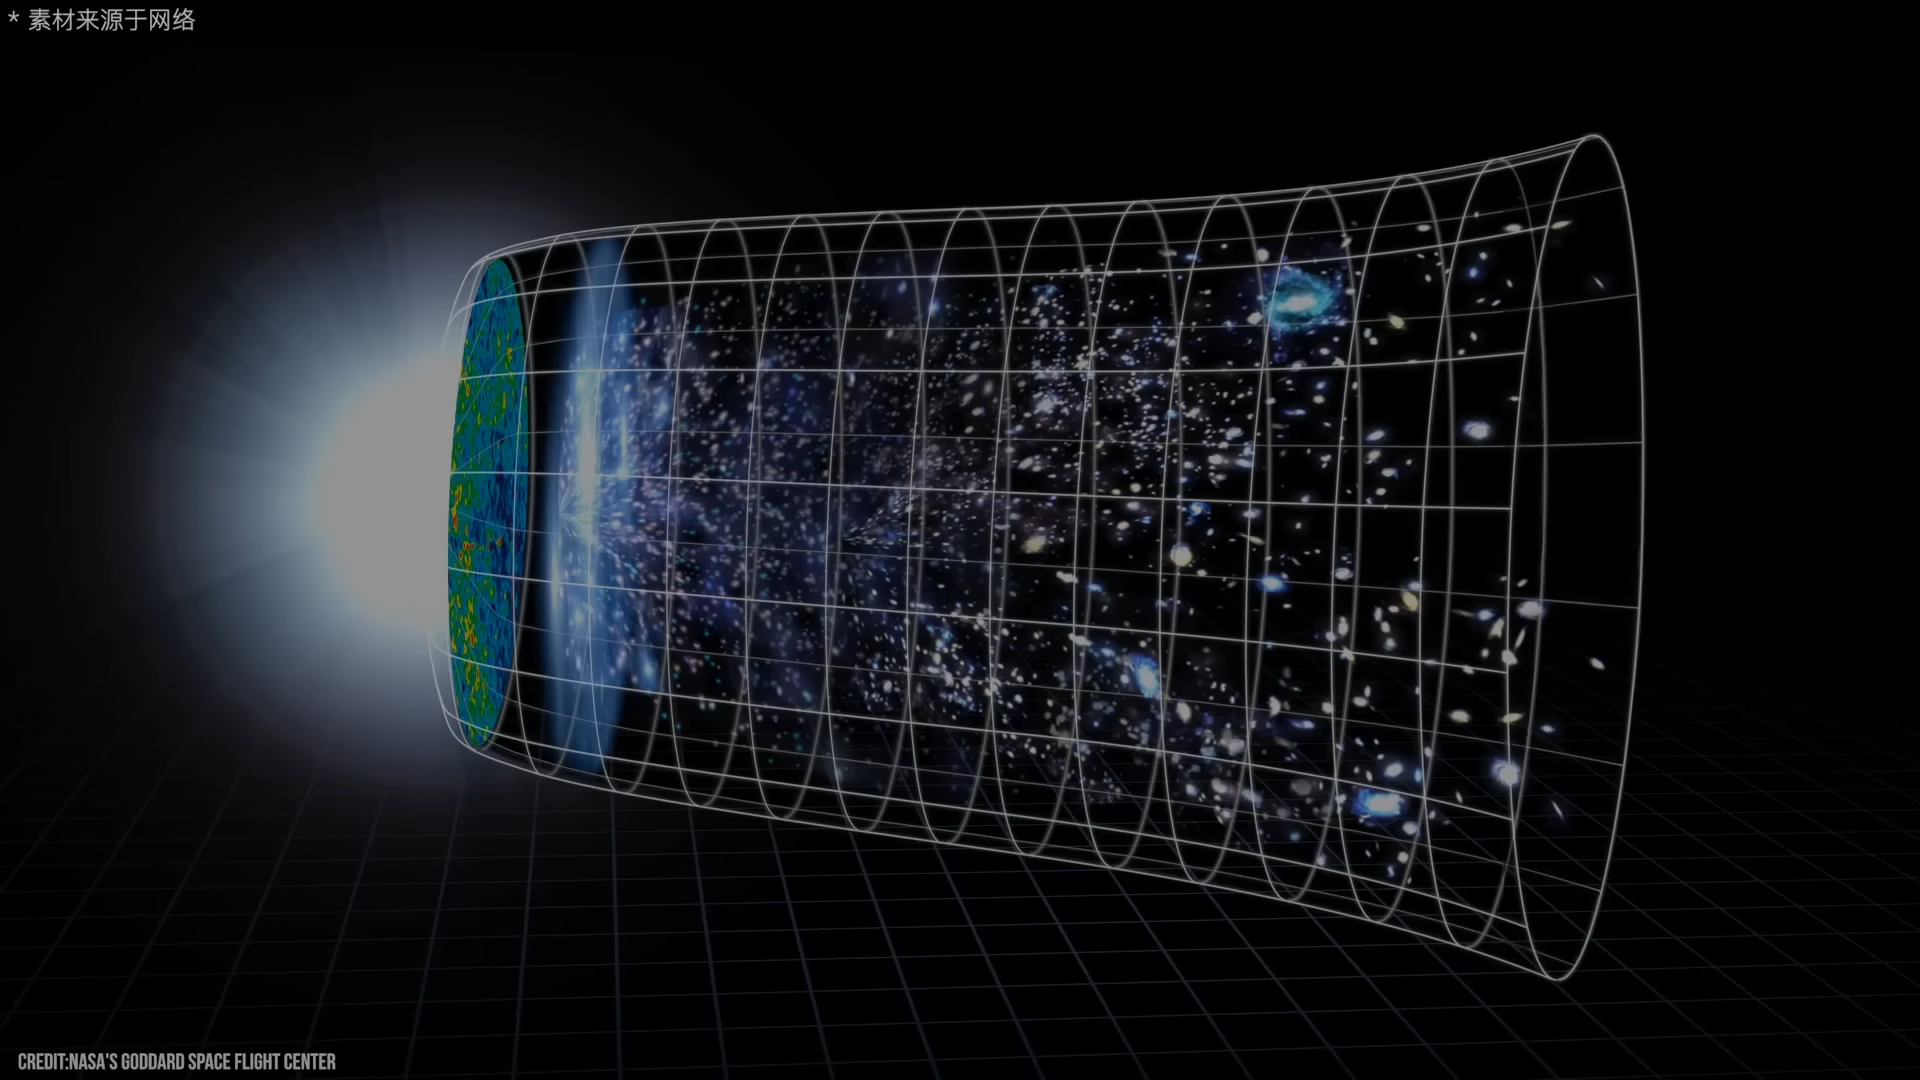 * 素材来源于网络
CREDIT:NASA'S GODDARD SPACE FLIGHT CENTER